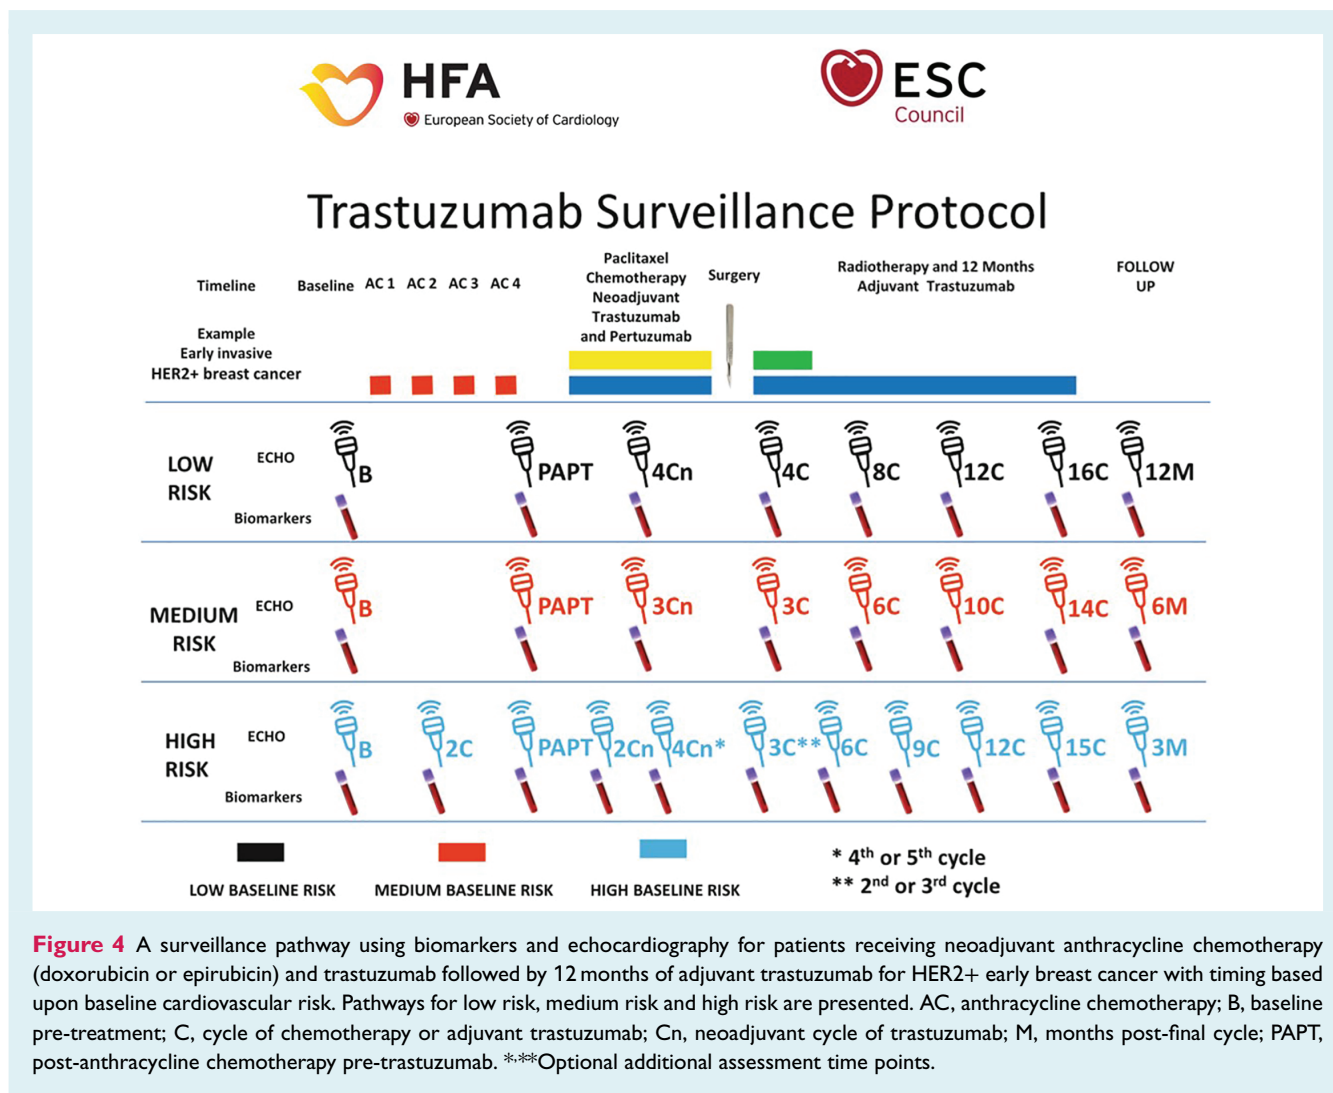 HFA
European Society of Cardiology
ESC
Council
Trastuzumab Surveillance Protocol
Timeline
Baseline
AC 1
AC 2
AC 3
AC 4
Paclitaxel
Chemotherapy
Neoadjuvant
Trastuzumab
and Pertuzumab
Surgery
Radiotherapy and 12 Months
Adjuvant Trastuzumab
FOLLOW
UP
Example
Early invasive
HER2+ breast cancer
LOW
RISK
ECHO
B
PAPT
4Cn
4C
8C
12C
16C
12M
Biomarkers
MEDIUM
RISK
ECHO
B
PAPT
3Cn
3C
6C
10C
14C
6M
Biomarkers
HIGH
RISK
ECHO
B
2C
PAPT
2Cn
4Cn*
3C**
6C
9C
12C
15C
3M
Biomarkers
LOW BASELINE RISK
MEDIUM BASELINE RISK
HIGH BASELINE RISK
* 4th or 5th cycle
** 2nd or 3rd cycle
Figure 4 A surveillance pathway using biomarkers and echocardiography for patients receiving neoadjuvant anthracycline chemotherapy
(doxorubicin or epirubicin) and trastuzumab followed by 12 months of adjuvant trastuzumab for HER2+ early breast cancer with timing based
upon baseline cardiovascular risk. Pathways for low risk, medium risk and high risk are presented. AC, anthracycline chemotherapy; B, baseline
pre-treatment; C, cycle of chemotherapy or adjuvant trastuzumab; Cn, neoadjuvant cycle of trastuzumab; M, months post-final cycle; PAPT,
post-anthracycline chemotherapy pre-trastuzumab. *,**Optional additional assessment time points.